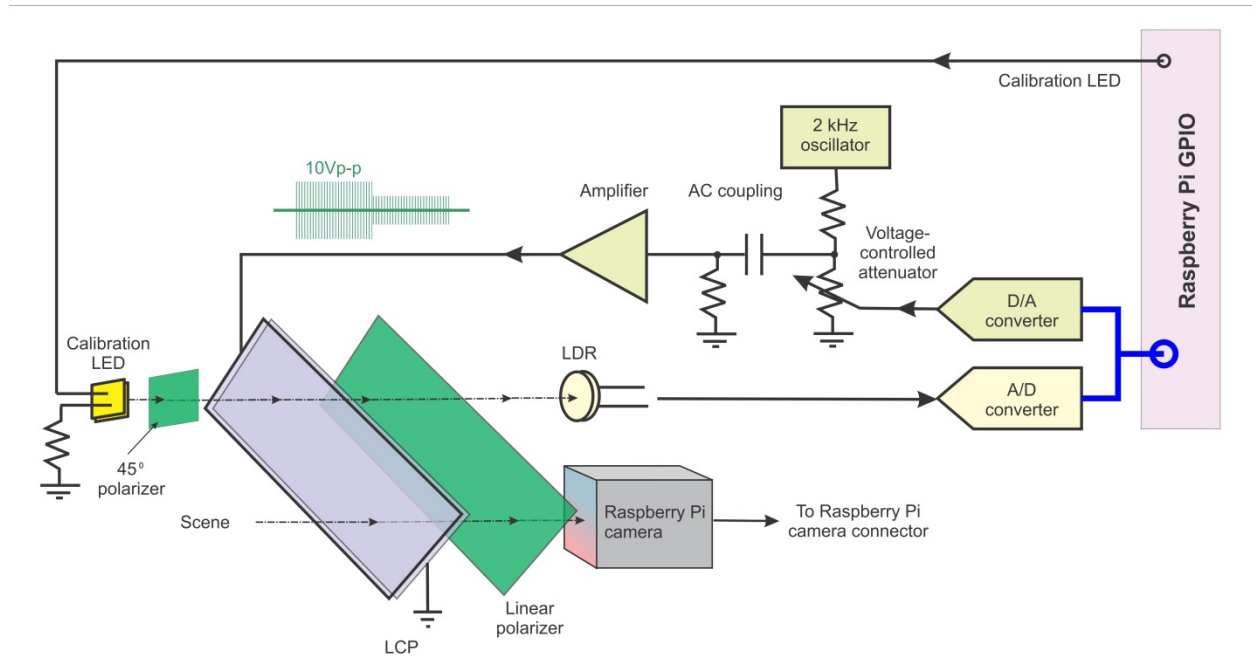 Calibration LED
2 kHz
oscillator
10Vp-p
Amplifier
AC coupling
Voltage-
controlled
attenuator
Raspberry Pi GPIO
D/A
converter
Calibration
LED
LDR
A/D
converter
45°
polarizer
Scene
Raspberry Pi
camera
To Raspberry Pi
camera connector
Linear
polarizer
LCP